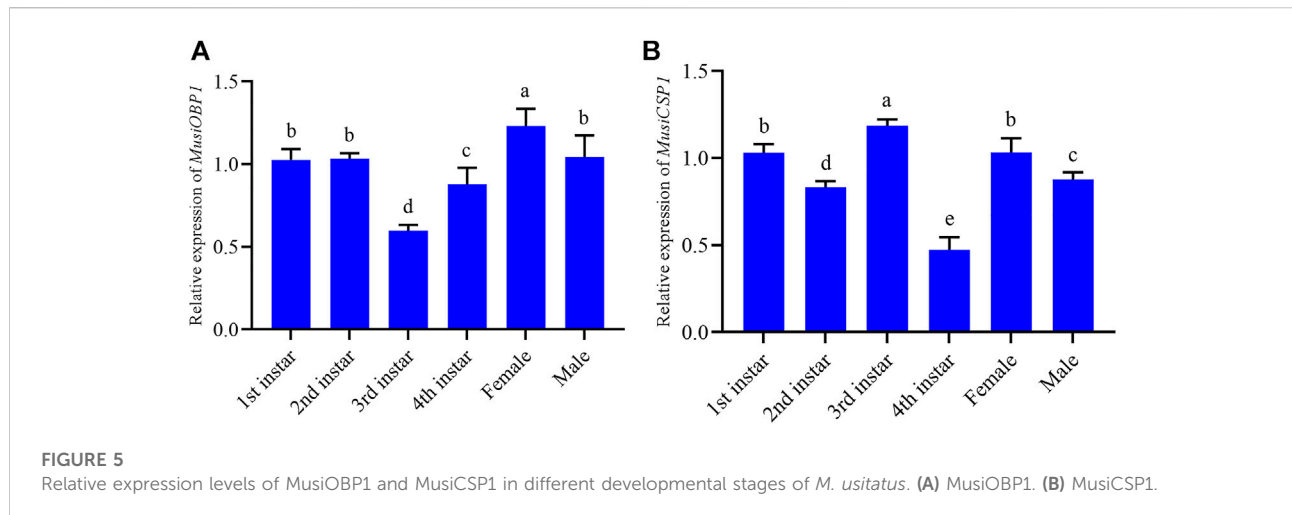 A
Relative expression of MusiOBP1
1.5
1.0
0.5
0.0
b
b
d
c
a
b
1st instar
2nd instar
3rd instar
4th instar
Female
Male
B
Relative expression of MusiCSP1
1.5
1.0
0.5
0.0
b
d
a
e
b
c
1st instar
2nd instar
3rd instar
4th instar
Female
Male
FIGURE 5
Relative expression levels of MusiOBP1 and MusiCSP1 in different developmental stages of M. usitatus. (A) MusiOBP1. (B) MusiCSP1.